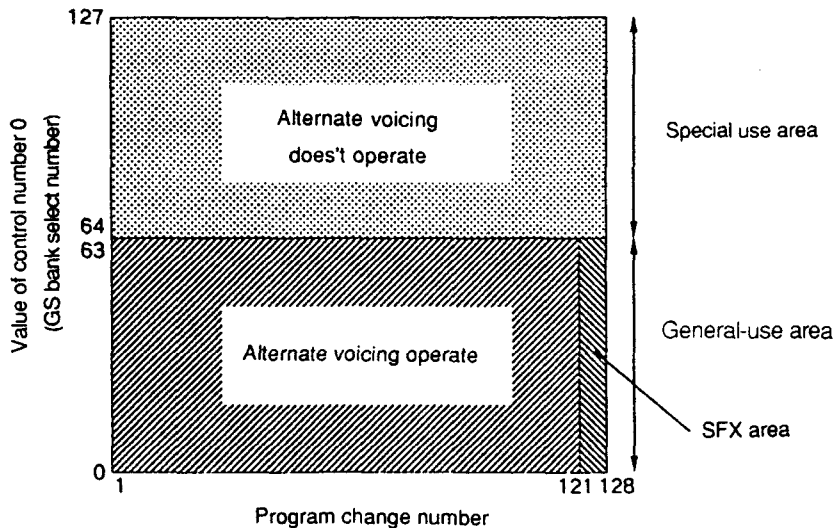 127
Alternate voicing
does't operate
Special use area
Value of control number 0
(GS bank select number)
64
63
Alternate voicing operate
General-use area
SFX area
0
1
121 128
Program change number